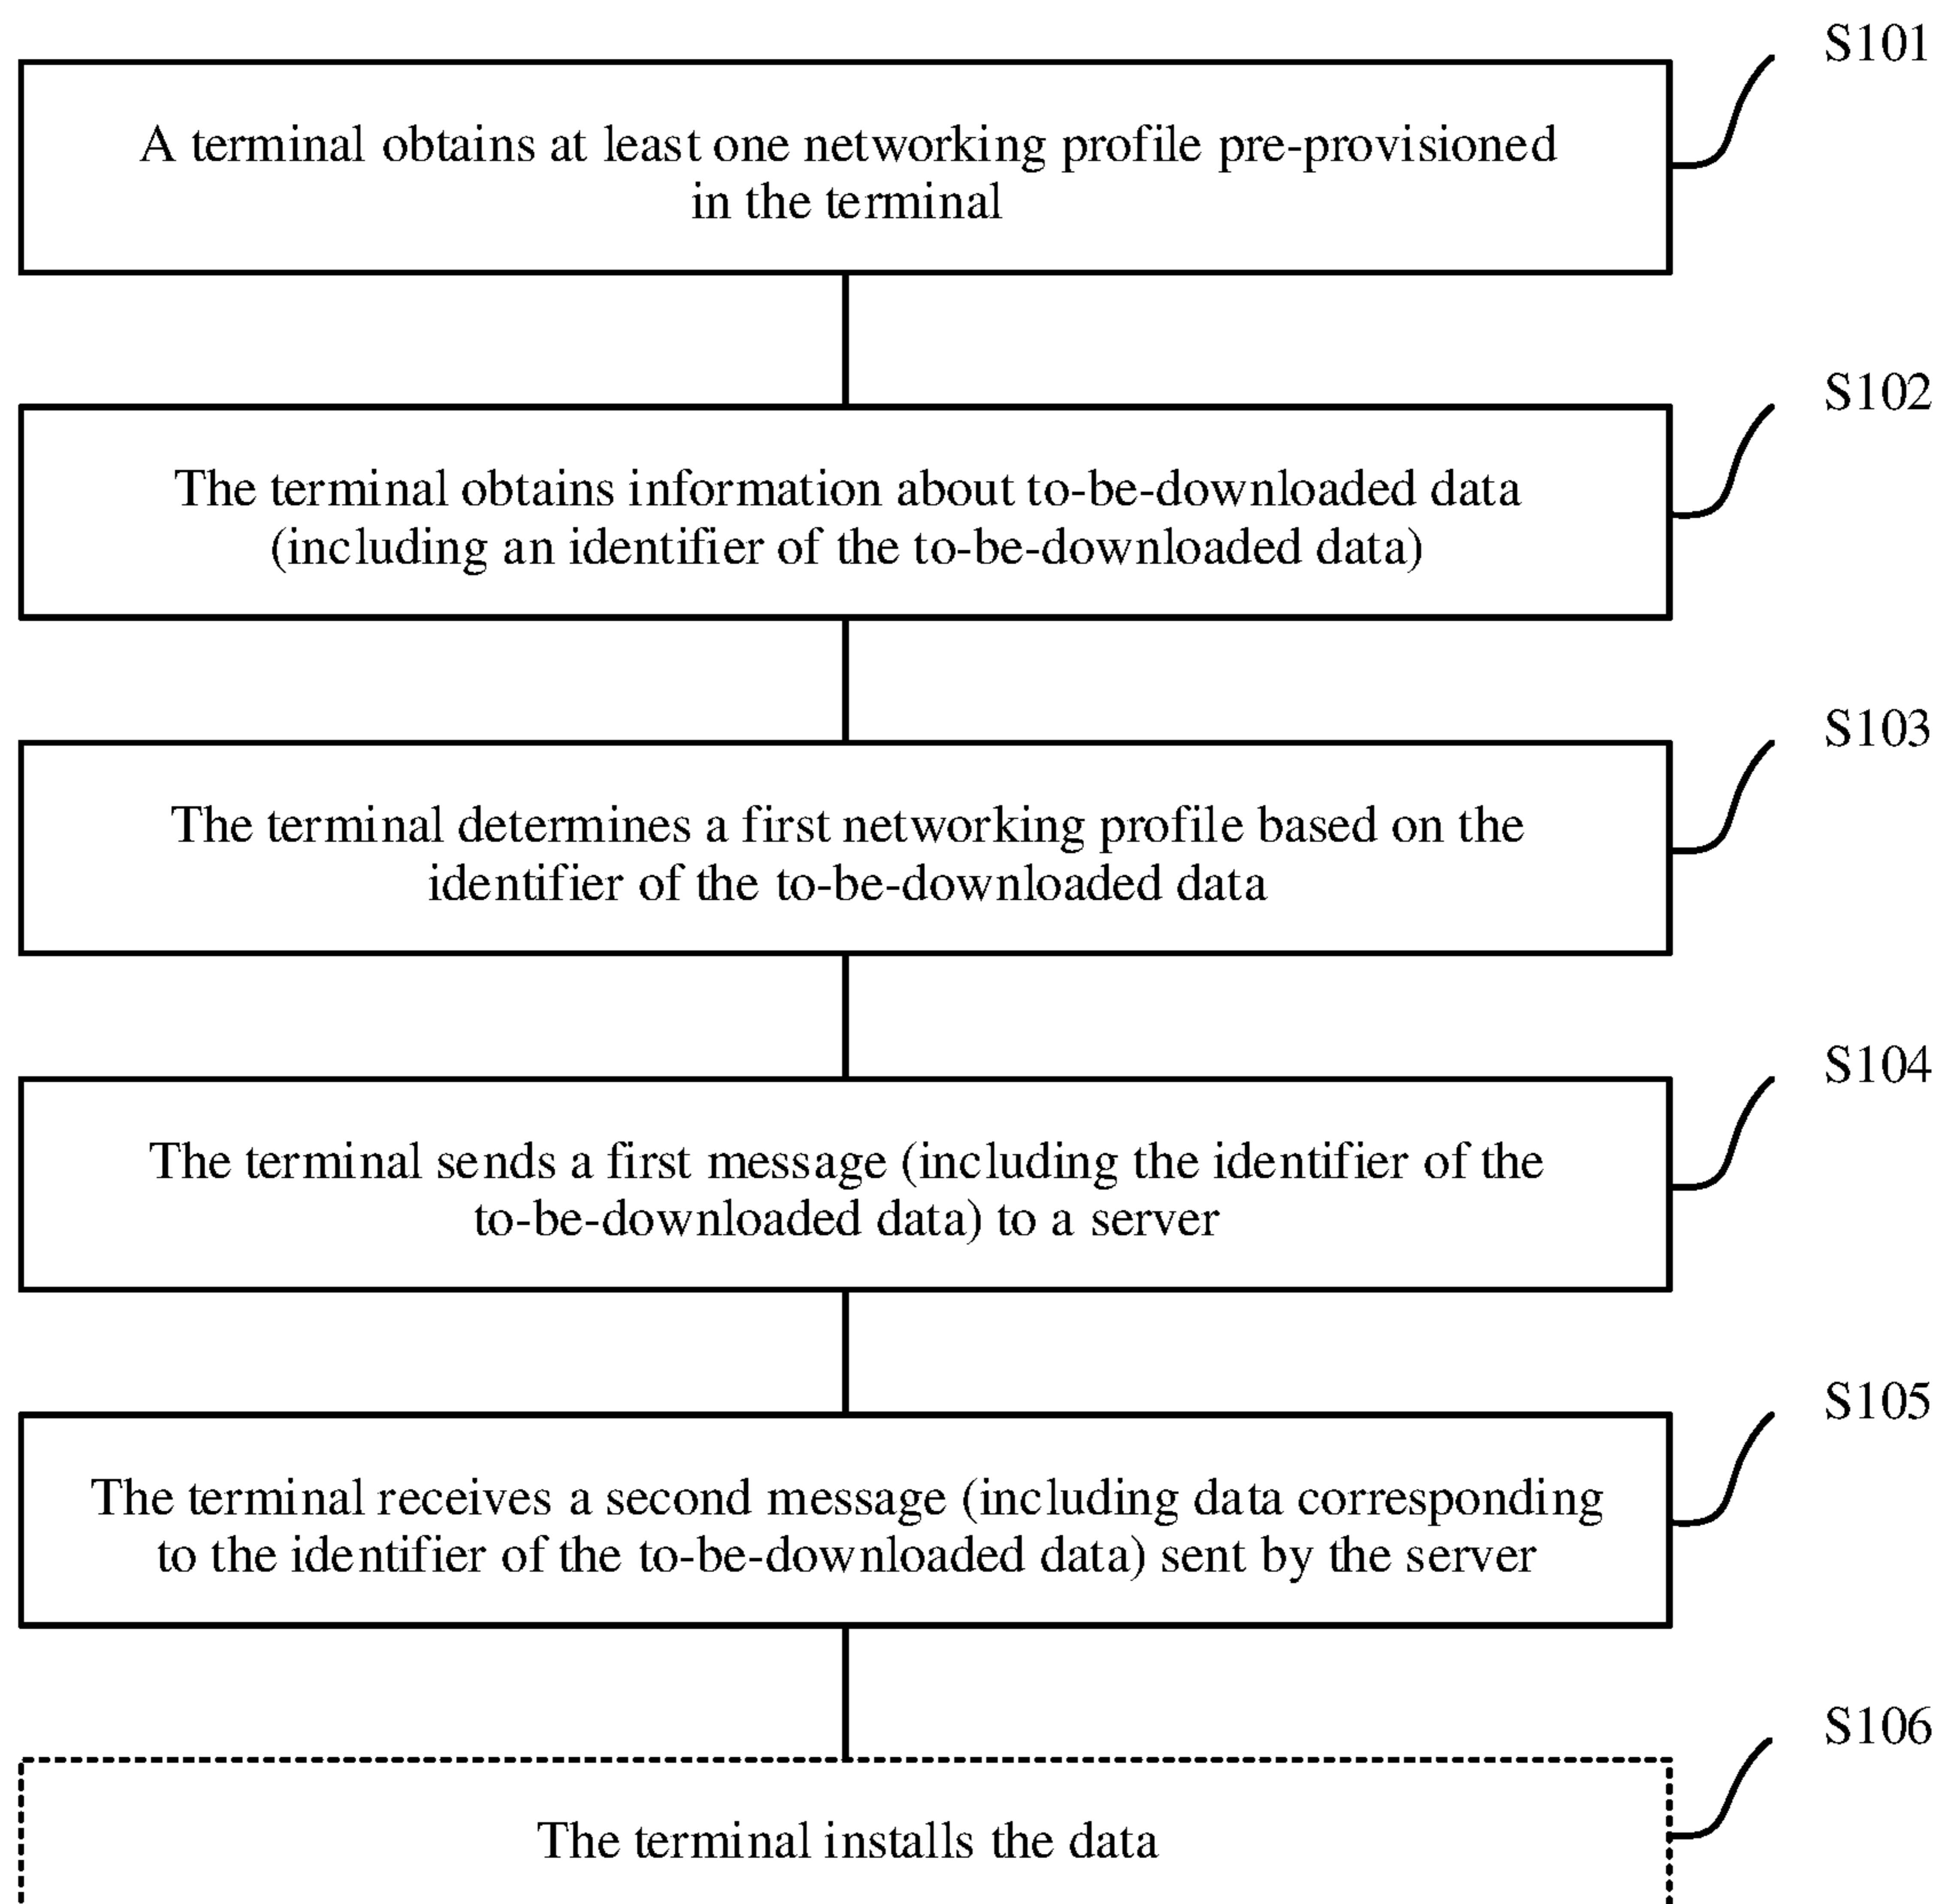 S101
A terminal obtains at least one networking profile pre-provisioned
in the terminal
S102
The terminal obtains information about to-be-downloaded data
(including an identifier of the to-be-downloaded data)
S103
The terminal determines a first networking profile based on the
identifier of the to-be-downloaded data
S104
The terminal sends a first message (including the identifier of the
to-be-downloaded data) to a server
S105
The terminal receives a second message (including data corresponding
to the identifier of the to-be-downloaded data) sent by the server
S106
The terminal installs the data